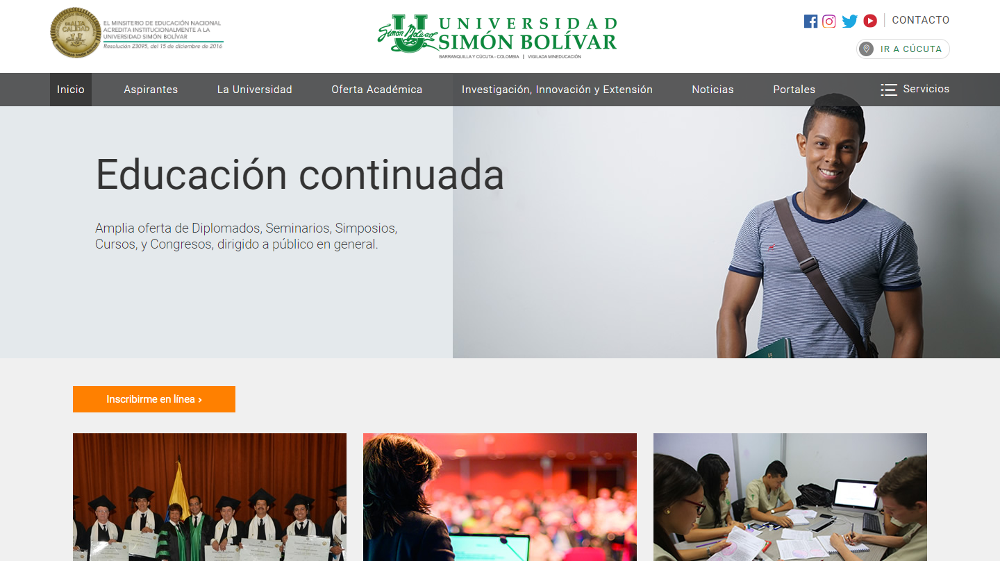 EL MINISTERIO DE EDUCACIÓN NACIONAL
ACREDITA INSTITUCIONALMENTE A LA
UNIVERSIDAD SIMÓN BOLÍVAR
Resolución 23095, del 15 de diciembre de 2016
ALTA
CALIDAD
UNIVERSIDAD
SIMÓN BOLÍVAR
BARRANQUILLA Y CÚCUTA - COLOMBIA | VIGILADA MINEDUCACIÓN
CONTACTO
IR A CÚCUTA
Inicio Aspirantes La Universidad Oferta Académica Investigación, Innovación y Extensión Noticias Portales Servicios
Educación continuada
Amplia oferta de Diplomados, Seminarios, Simposios,
Cursos, y Congresos, dirigido a público en general.
Inscribirme en línea ›